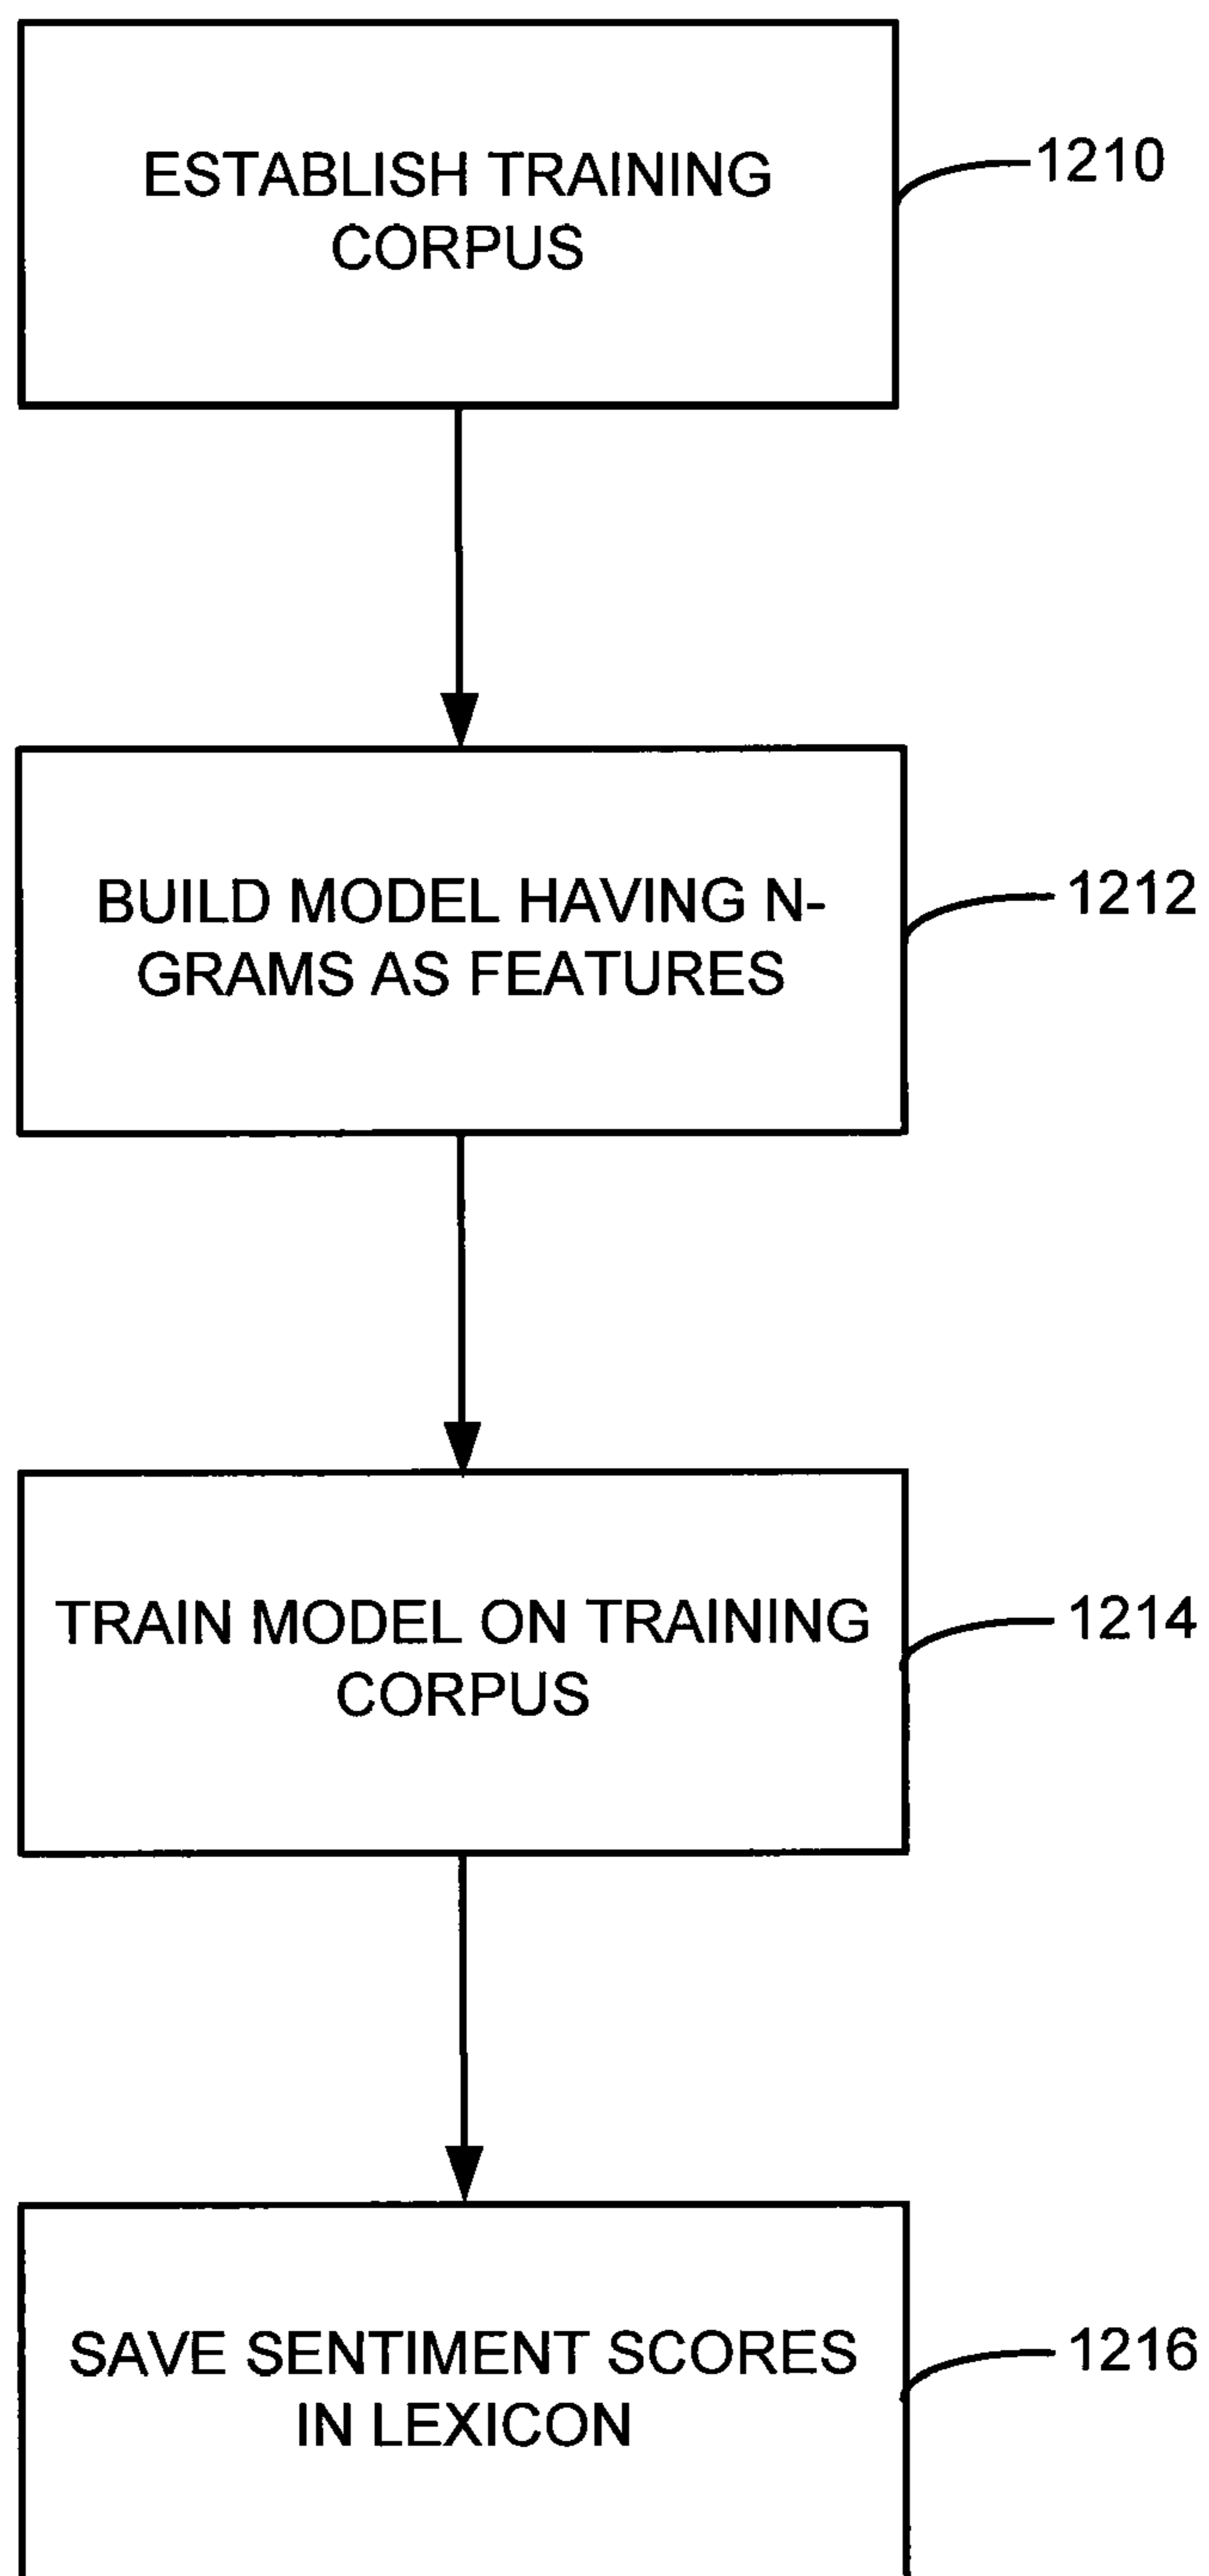 ESTABLISH TRAINING
CORPUS
1210
BUILD MODEL HAVING N-
GRAMS AS FEATURES
1212
TRAIN MODEL ON TRAINING
CORPUS
1214
SAVE SENTIMENT SCORES
IN LEXICON
1216